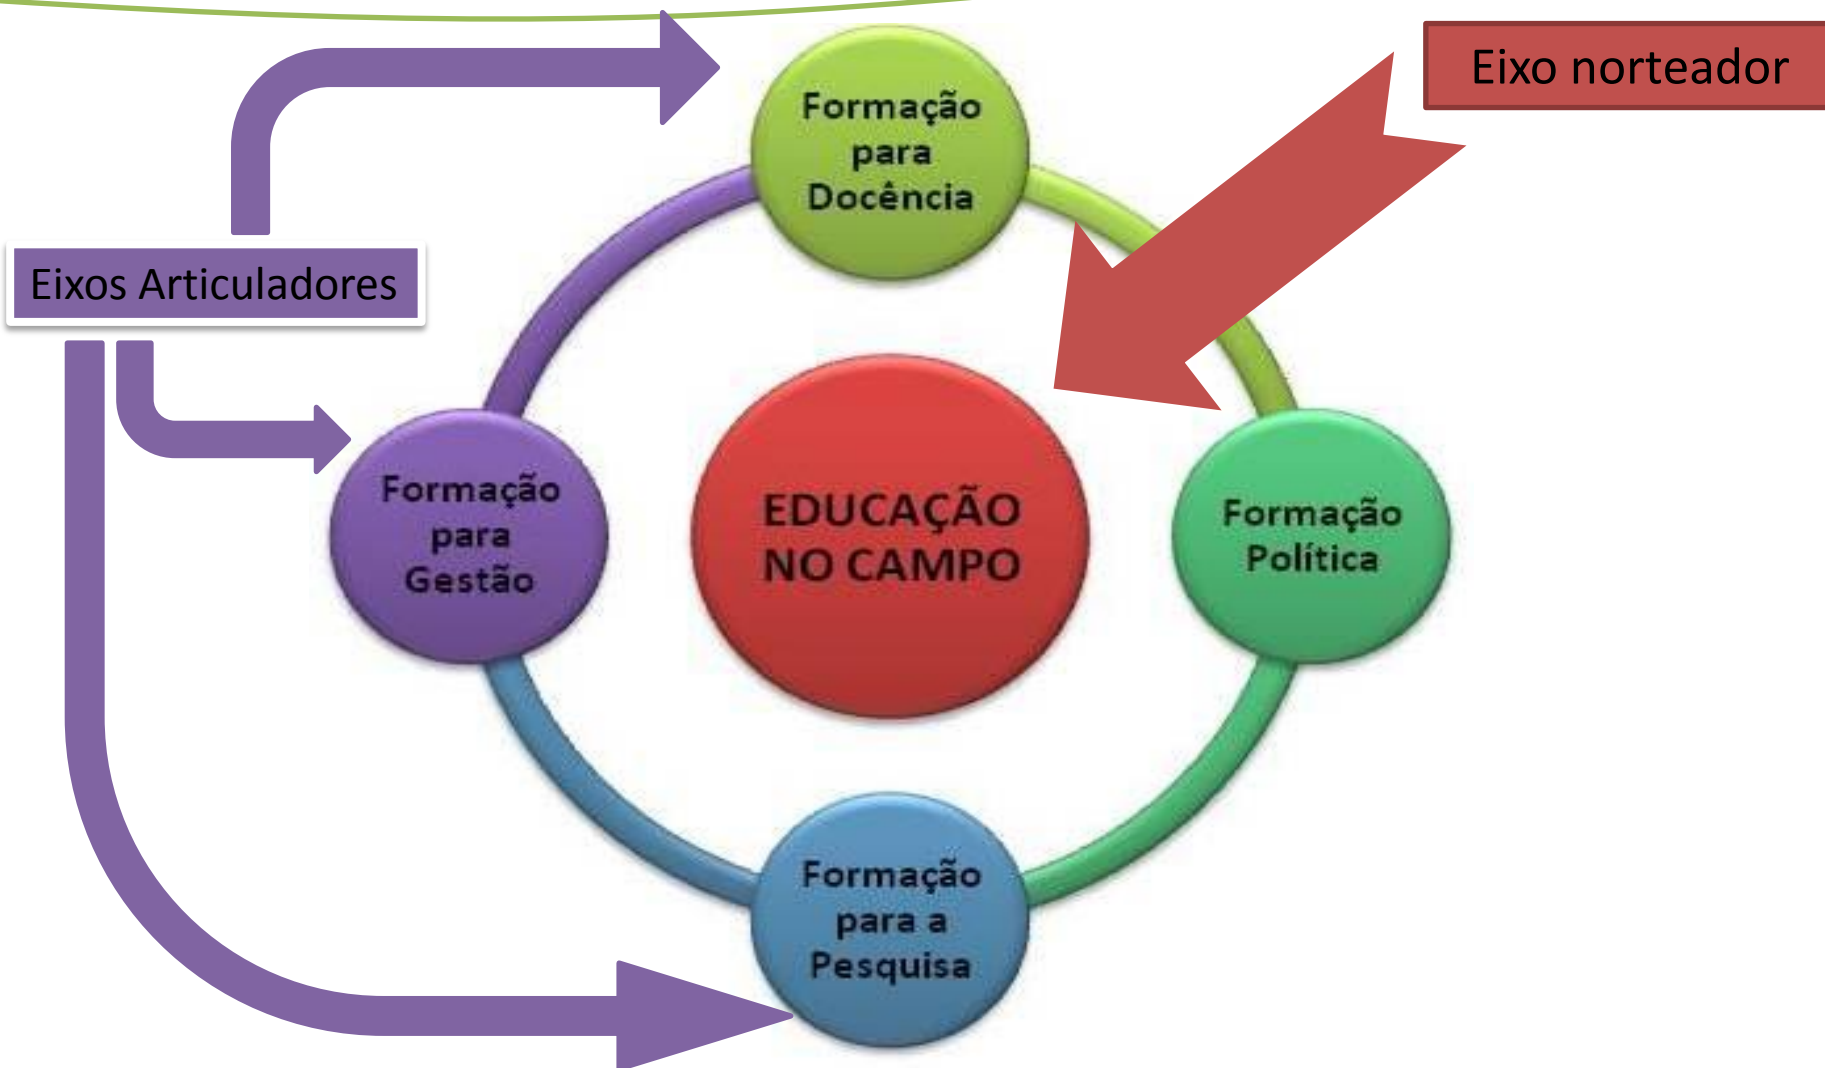 Eixo norteador
Formação
para
Docência
Eixos Articuladores
Formação
para
Gestão
EDUCAÇÃO
NO CAMPO
Formação
Política
Formação
para a
Pesquisa